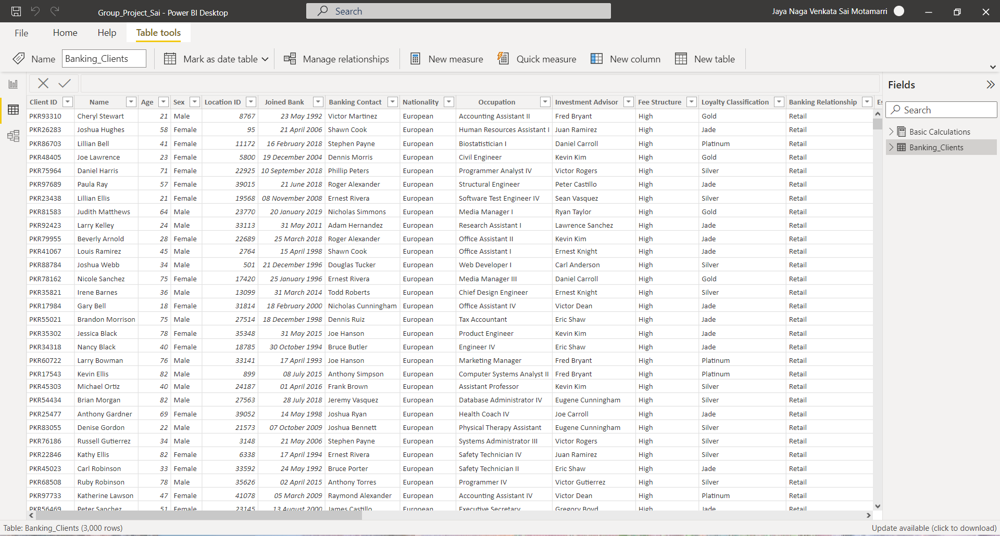 Group_Project_Sai - Power BI Desktop
Search
Jaya Naga Venkata Sai Motamarri
File Home Help Table tools
Name Banking_Clients Mark as date table Manage relationships New measure Quick measure New column New table
Client ID Name Age Sex Location ID Joined Bank Banking Contact Nationality Occupation Investment Advisor Fee Structure Loyalty Classification Banking Relationship Es
PKR93310 Cheryl Stewart 21 Male 8767 23 May 1992 Victor Martinez European Accounting Assistant II Fred Bryant High Gold Retail
PKR26283 Joshua Hughes 58 Female 95 21 April 2006 Shawn Cook European Human Resources Assistant I Juan Ramirez High Jade Retail
PKR86703 Lillian Bell 41 Female 11172 16 February 2018 Stephen Payne European Biostatistician I Daniel Carroll High Platinum Retail
PKR48405 Joe Lawrence 23 Female 5800 19 December 2004 Dennis Morris European Civil Engineer Kevin Kim High Gold Retail
PKR75964 Daniel Harris 71 Female 22925 10 September 2018 Phillip Peters European Programmer Analyst IV Victor Rogers High Silver Retail
PKR97689 Paula Ray 57 Female 39015 21 June 2018 Roger Alexander European Structural Engineer Peter Castillo High Jade Retail
PKR23438 Lillian Ellis 21 Female 19568 08 November 2008 Ernest Rivera European Software Test Engineer IV Sean Vasquez High Silver Retail
PKR81583 Judith Matthews 64 Male 23770 20 January 2019 Nicholas Simmons European Media Manager I Ryan Taylor High Gold Retail
PKR92423 Larry Kelley 24 Male 33113 31 May 2011 Adam Hernandez European Research Assistant I Lawrence Sanchez High Jade Retail
PKR79955 Beverly Arnold 28 Female 22689 25 March 2018 Roger Alexander European Office Assistant II Kevin Kim High Jade Retail
PKR41067 Louis Ramirez 45 Male 2764 15 April 1998 Shawn Cook European Office Assistant I Ernest Knight High Jade Retail
PKR88784 Joshua Webb 34 Male 501 21 December 1996 Douglas Tucker European Web Developer I Carl Anderson High Silver Retail
PKR78162 Nicole Sanchez 75 Female 17420 25 January 1996 Ernest Rivera European Media Manager III Daniel Carroll High Gold Retail
PKR35821 Irene Barnes 36 Male 13099 31 March 2014 Todd Roberts European Chief Design Engineer Ernest Knight High Silver Retail
PKR17984 Gary Bell 18 Female 31814 18 February 2000 Nicholas Cunningham European Office Assistant IV Victor Dean High Jade Retail
PKR55021 Brandon Morrison 75 Male 27514 18 December 1998 Dennis Ruiz European Tax Accountant Eric Shaw High Jade Retail
PKR35302 Jessica Black 78 Female 35348 31 May 2015 Joe Hanson European Product Engineer Kevin Kim High Jade Retail
PKR34318 Nancy Black 40 Female 18785 30 October 1994 Bruce Butler European Engineer IV Eric Shaw High Jade Retail
PKR60722 Larry Bowman 76 Male 33141 17 April 1993 Joe Hanson European Marketing Manager Fred Bryant High Platinum Retail
PKR17543 Kevin Ellis 82 Male 899 08 July 2015 Anthony Simpson European Computer Systems Analyst II Fred Bryant High Platinum Retail
PKR45303 Michael Ortiz 40 Male 24187 01 April 2016 Frank Brown European Assistant Professor Kevin Kim High Silver Retail
PKR54434 Brian Morgan 82 Male 27563 28 July 2018 Jeremy Vasquez European Database Administrator IV Eugene Cunningham High Silver Retail
PKR25477 Anthony Gardner 69 Female 39052 14 May 1998 Joshua Ryan European Health Coach IV Joe Carroll High Jade Retail
PKR83055 Denise Gordon 22 Male 21573 07 October 2009 Joshua Bennett European Physical Therapy Assistant Eugene Cunningham High Silver Retail
PKR76186 Russell Gutierrez 34 Male 3148 21 May 2006 Stephen Payne European Systems Administrator III Victor Rogers High Silver Retail
PKR22846 Kathy Ellis 82 Female 6338 17 April 1994 Ernest Rivera European Safety Technician IV Juan Ramirez High Silver Retail
PKR45023 Carl Robinson 33 Female 33592 24 May 1992 Bruce Porter European Safety Technician II Eric Shaw High Jade Retail
PKR68508 Ruby Robinson 78 Male 35626 02 April 2015 Anthony Torres European Programmer IV Victor Gutierrez High Silver Retail
PKR97733 Katherine Lawson 47 Female 41078 05 March 2009 Raymond Alexander European Accounting Assistant IV Victor Dean High Platinum Retail
PKR56469 Peter Sanchez 51 Female 23145 13 August 2000 James Castillo European Executive Secretary Gregory Boyd High Jade Retail
Fields
Search
Basic Calculations
Banking_Clients
Table: Banking_Clients (3,000 rows)
Update available (click to download)